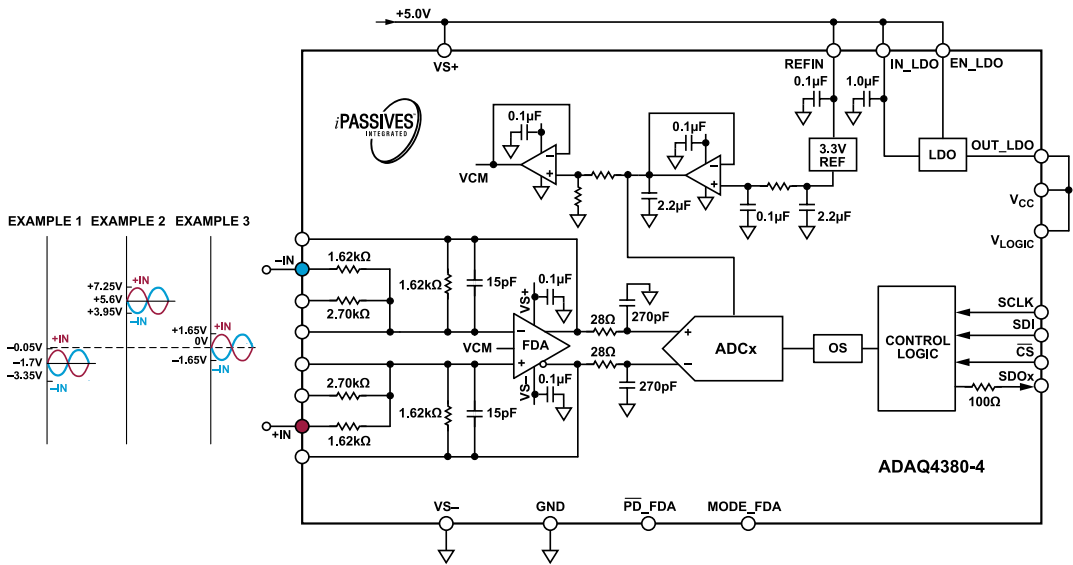 +5.0V
VS+
REFIN
IN_LDO
EN_LDO
0.1µF
1.0µF
iPASSIVES™
INTEGRATED
0.1µF
0.1µF
3.3V
REF
LDO
OUT_LDO
VCM
2.2µF
0.1µF
2.2µF
VCC
VLOGIC
EXAMPLE 1
EXAMPLE 2
EXAMPLE 3
+7.25V
+5.6V
+3.95V
+IN
–IN
+1.65V
0V
–1.65V
+IN
–IN
–0.05V
–1.7V
–3.35V
+IN
–IN
–IN
1.62kΩ
2.70kΩ
1.62kΩ
15pF
VS+
0.1µF
28Ω
270pF
VCM
FDA
28Ω
270pF
VS–
0.1µF
ADCx
OS
CONTROL
LOGIC
SCLK
SDI
CS
SDOx
100Ω
2.70kΩ
1.62kΩ
15pF
+IN
1.62kΩ
ADAQ4380-4
VS–
GND
PD_FDA
MODE_FDA